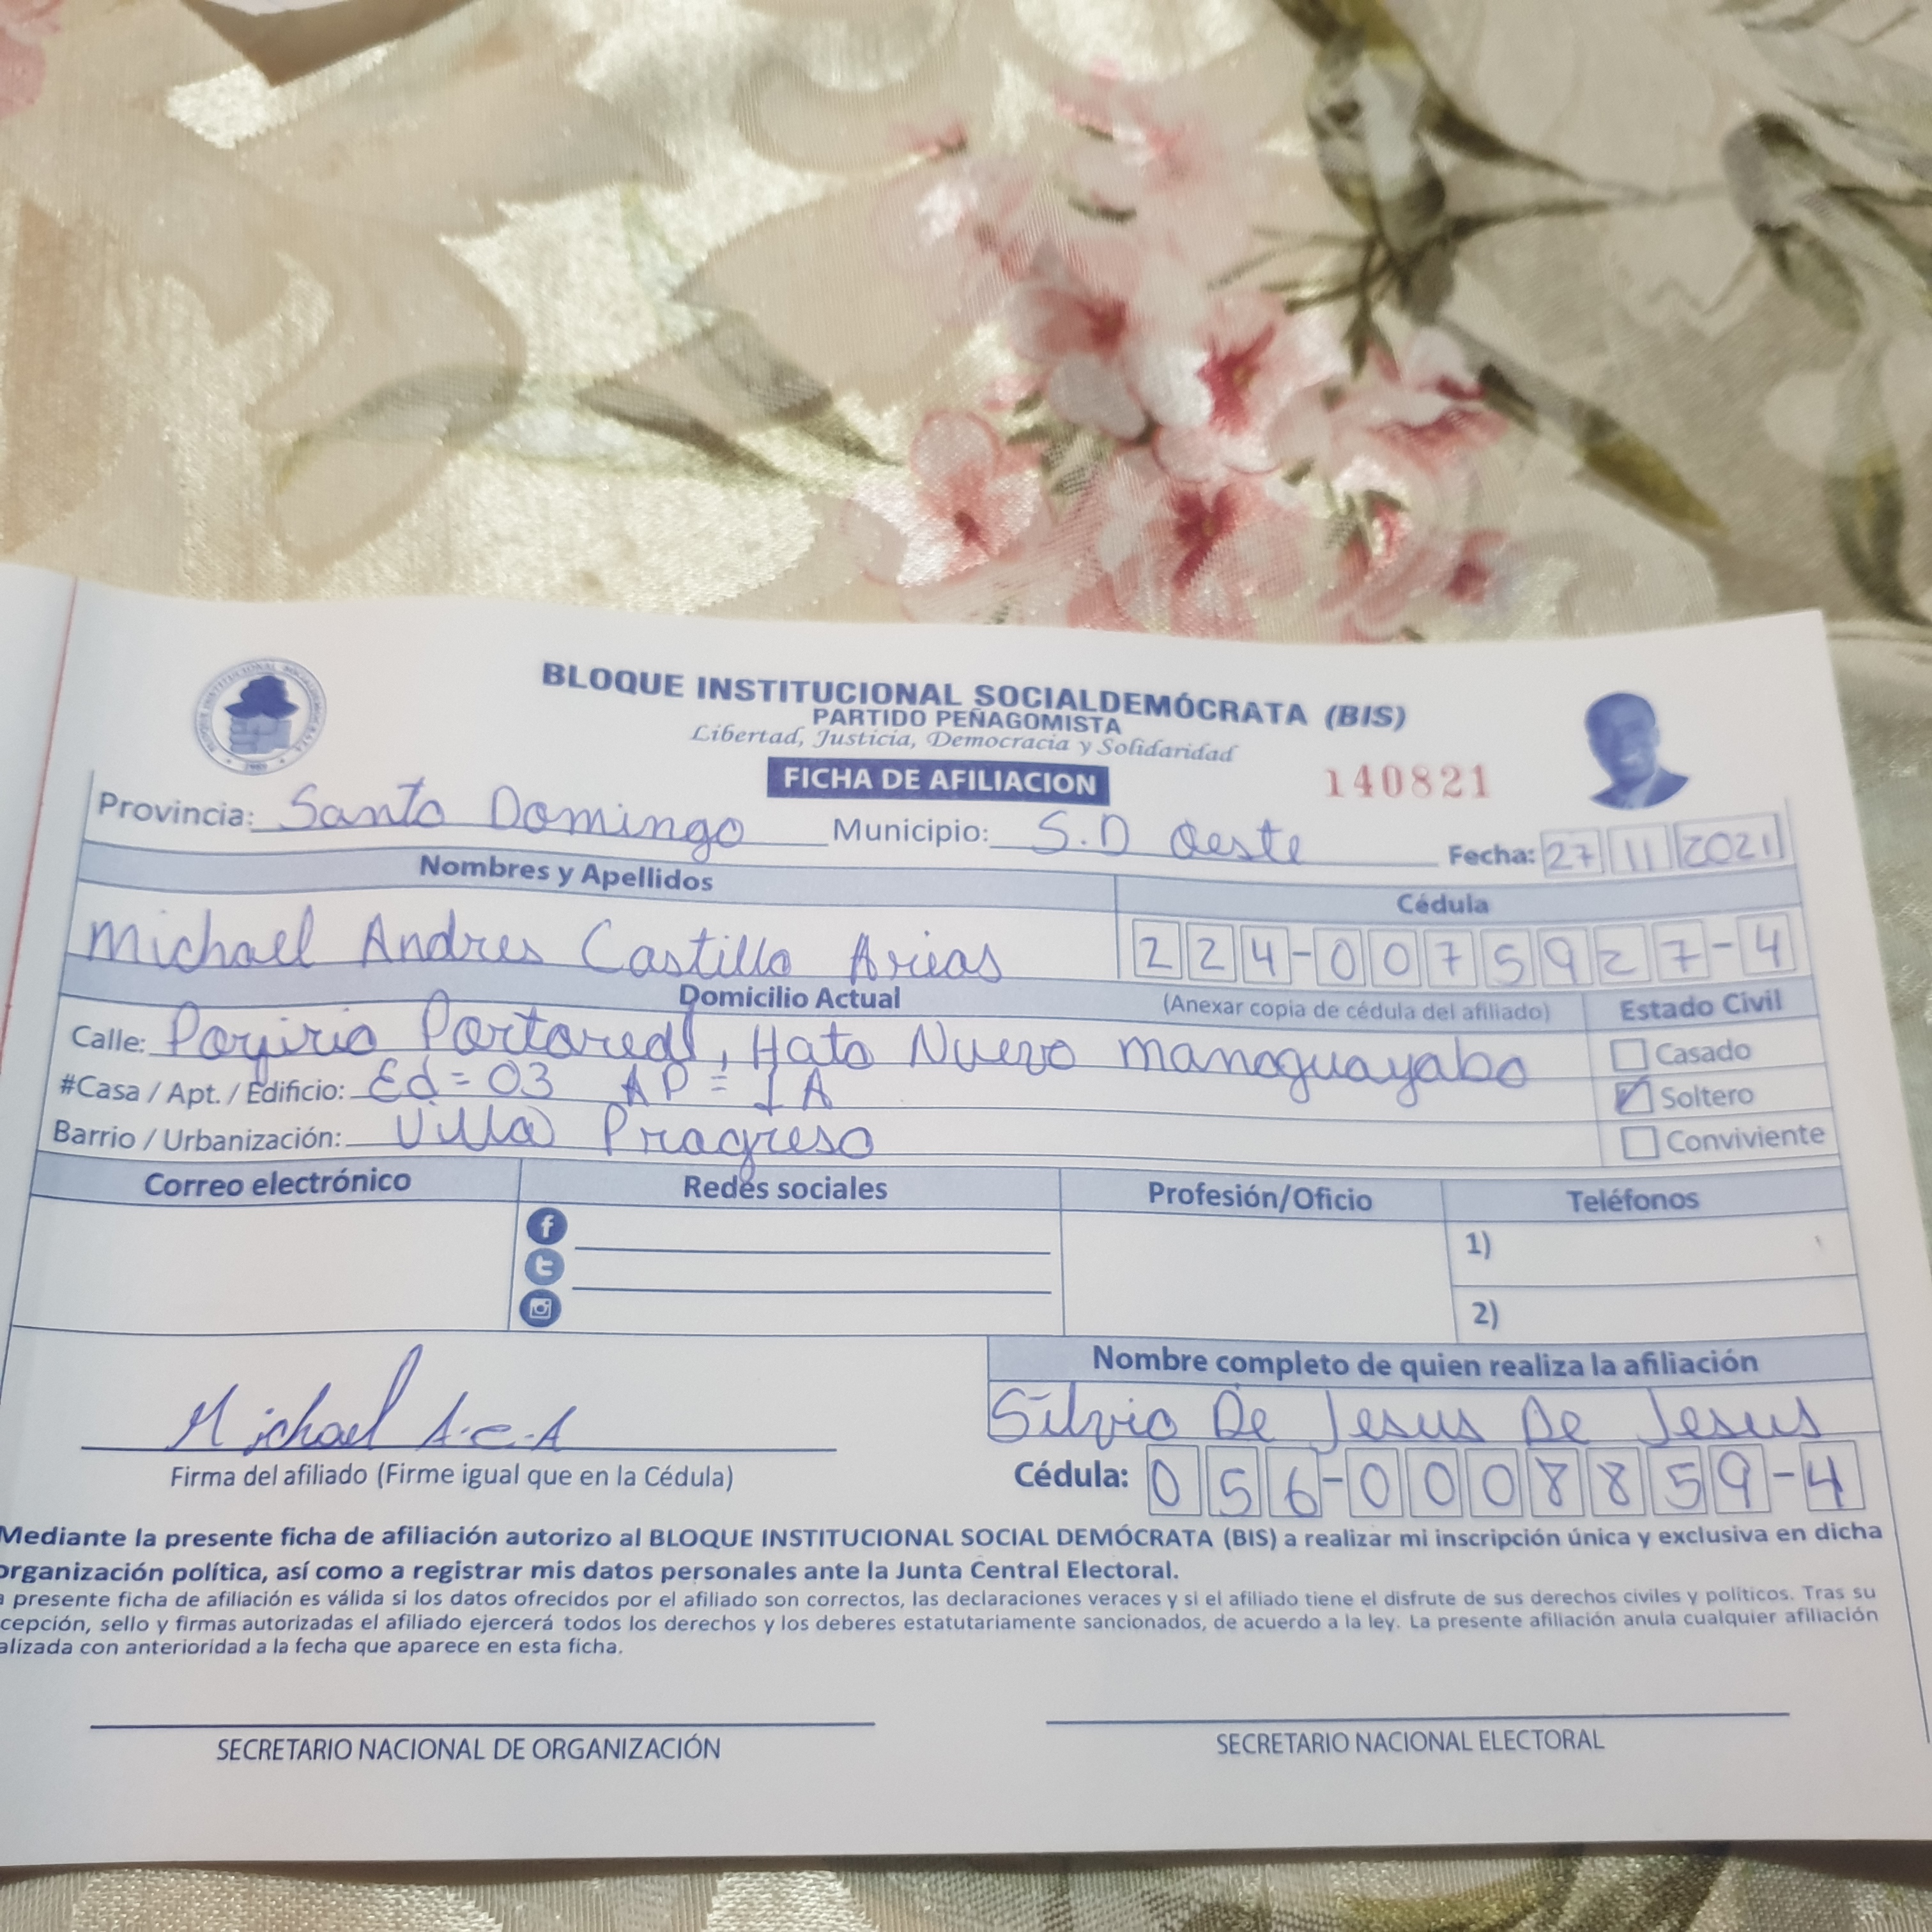 BLOQUE INSTITUCIONAL SOCIALDEMÓCRATA (BIS)
PARTIDO PEÑAGOMISTA
Libertad, Justicia, Democracia y Solidaridad
FICHA DE AFILIACION
140821
Provincia: Santo Domingo Municipio: S.D Oeste Fecha: 27 11 2021
Nombres y Apellidos Cédula
Michael Andres Castillo Arias 224-0075927-4
Domicilio Actual (Anexar copia de cédula del afiliado) Estado Civil
Calle: Portareal, Hato Nuevo manoguayabo Casado
#Casa / Apt. / Edificio: Ed = 03 AP = 1 A Soltero
Barrio / Urbanización: Villa Progreso Conviviente
Correo electrónico Redes sociales Profesión/Oficio Teléfonos
1)
2)
Nombre completo de quien realiza la afiliación
Michael A.C.A Silvio De Jesus De Jesus
Firma del afiliado (Firme igual que en la Cédula) Cédula: 056-0008859-4
Mediante la presente ficha de afiliación autorizo al BLOQUE INSTITUCIONAL SOCIAL DEMÓCRATA (BIS) a realizar mi inscripción única y exclusiva en dicha
organización política, así como a registrar mis datos personales ante la Junta Central Electoral.
presente ficha de afiliación es válida si los datos ofrecidos por el afiliado son correctos, las declaraciones veraces y si el afiliado tiene el disfrute de sus derechos civiles y políticos. Tras su
cepción, sello y firmas autorizadas el afiliado ejercerá todos los derechos y los deberes estatutariamente sancionados, de acuerdo a la ley. La presente afiliación anula cualquier afiliación
alizada con anterioridad a la fecha que aparece en esta ficha.
SECRETARIO NACIONAL DE ORGANIZACIÓN SECRETARIO NACIONAL ELECTORAL